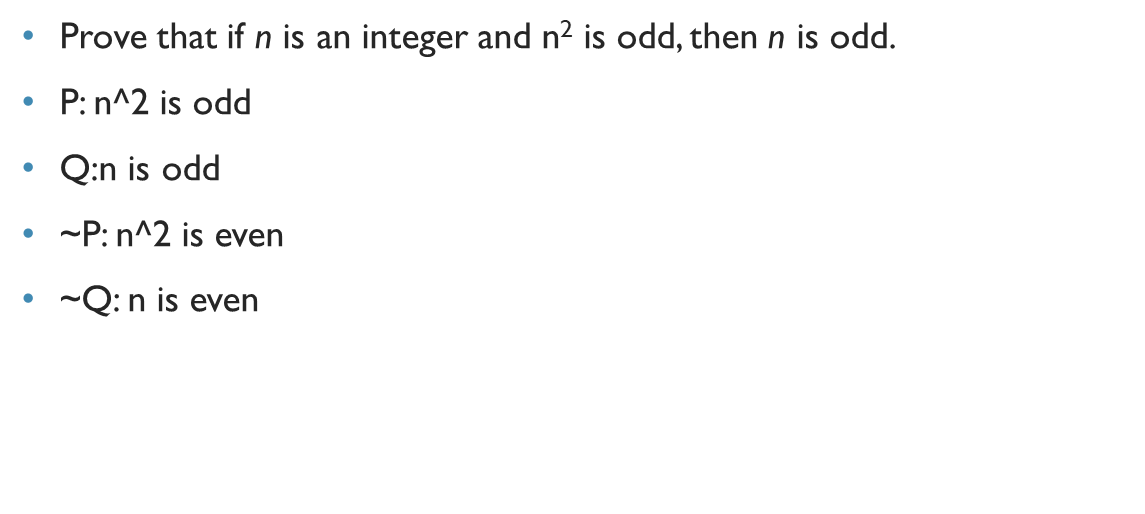 • Prove that if n is an integer and n² is odd, then n is odd.
• P: n^2 is odd
• Q:n is odd
• ~P: n^2 is even
• ~Q: n is even